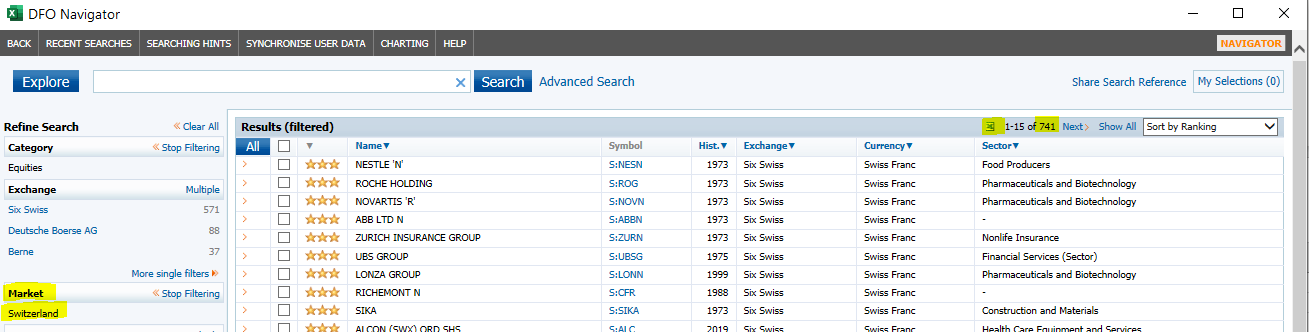 DFO Navigator
BACK RECENT SEARCHES SEARCHING HINTS SYNCHRONISE USER DATA CHARTING HELP NAVIGATOR
Explore Search Advanced Search Share Search Reference My Selections (0)
Refine Search Clear All
Category Stop Filtering
Equities
Exchange Multiple
Six Swiss 571
Deutsche Boerse AG 88
Berne 37
More single filters
Market Stop Filtering
Switzerland
Results (filtered) 1-15 of 741 Next Show All Sort by Ranking
All Name Symbol Hist. Exchange Currency Sector
NESTLE 'N' S:NESN 1973 Six Swiss Swiss Franc Food Producers
ROCHE HOLDING S:ROG 1973 Six Swiss Swiss Franc Pharmaceuticals and Biotechnology
NOVARTIS 'R' S:NOVN 1973 Six Swiss Swiss Franc Pharmaceuticals and Biotechnology
ABB LTD N S:ABBN 1973 Six Swiss Swiss Franc -
ZURICH INSURANCE GROUP S:ZURN 1973 Six Swiss Swiss Franc Nonlife Insurance
UBS GROUP S:UBSG 1975 Six Swiss Swiss Franc Financial Services (Sector)
LONZA GROUP S:LONN 1999 Six Swiss Swiss Franc Pharmaceuticals and Biotechnology
RICHEMONT N S:CFR 1988 Six Swiss Swiss Franc -
SIKA S:SIKA 1973 Six Swiss Swiss Franc Construction and Materials
ALCON (SWX) ORD SHS S:ALC 2019 Six Swiss Swiss Franc Health Care Equipment and Services